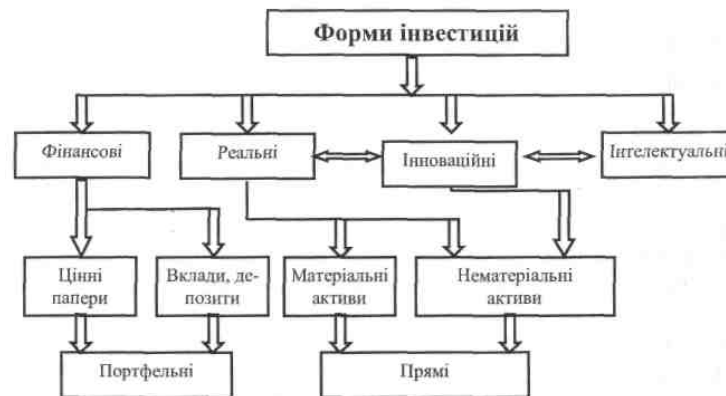 Форми інвестицій
Фінансові
Реальні
Інноваційні
Інтелектуальні
Цінні
папери
Вклади, де-
позити
Матеріальні
активи
Нематеріальні
активи
Портфельні
Прямі